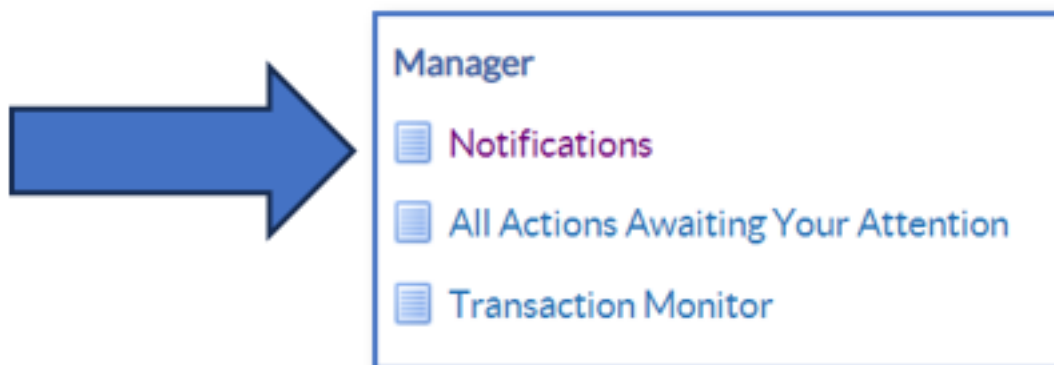 Manager
Notifications
All Actions Awaiting Your Attention
Transaction Monitor